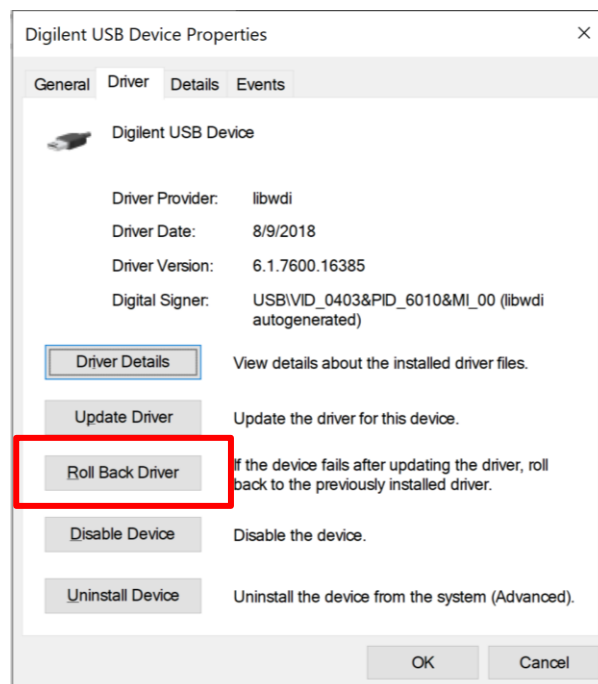 Digilent USB Device Properties
General Driver Details Events
Digilent USB Device
Driver Provider: libwdi
Driver Date: 8/9/2018
Driver Version: 6.1.7600.16385
Digital Signer: USB\VID_0403&PID_6010&MI_00 (libwdi
autogenerated)
Driver Details View details about the installed driver files.
Update Driver Update the driver for this device.
Roll Back Driver If the device fails after updating the driver, roll
back to the previously installed driver.
Disable Device Disable the device.
Uninstall Device Uninstall the device from the system (Advanced).
OK Cancel